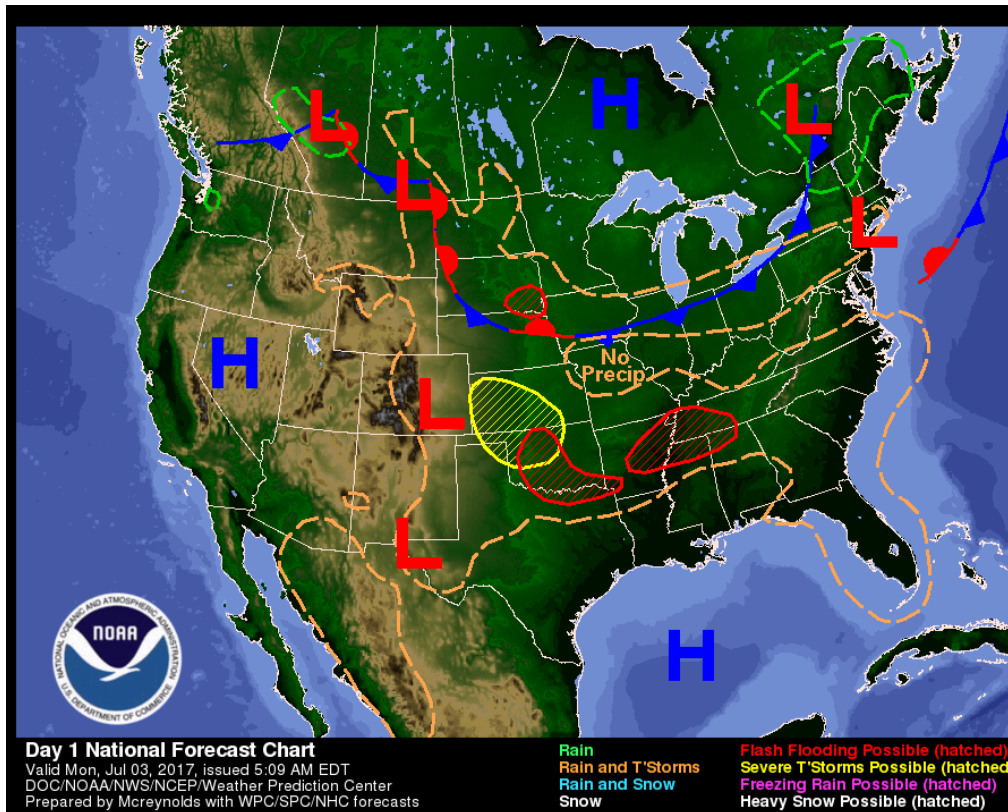 H
L
L
L
L
H
No
Precip.
L
L
H
NATIONAL OCEANIC AND ATMOSPHERIC ADMINISTRATION
NOAA
U.S. DEPARTMENT OF COMMERCE
Day 1 National Forecast Chart
Valid Mon, Jul 03, 2017, issued 5:09 AM EDT
DOC/NOAA/NWS/NCEP/Weather Prediction Center
Prepared by Mcreynolds with WPC/SPC/NHC forecasts
Rain
Rain and T'Storms
Rain and Snow
Snow
Flash Flooding Possible (hatched)
Severe T'Storms Possible (hatched)
Freezing Rain Possible (hatched)
Heavy Snow Possible (hatched)